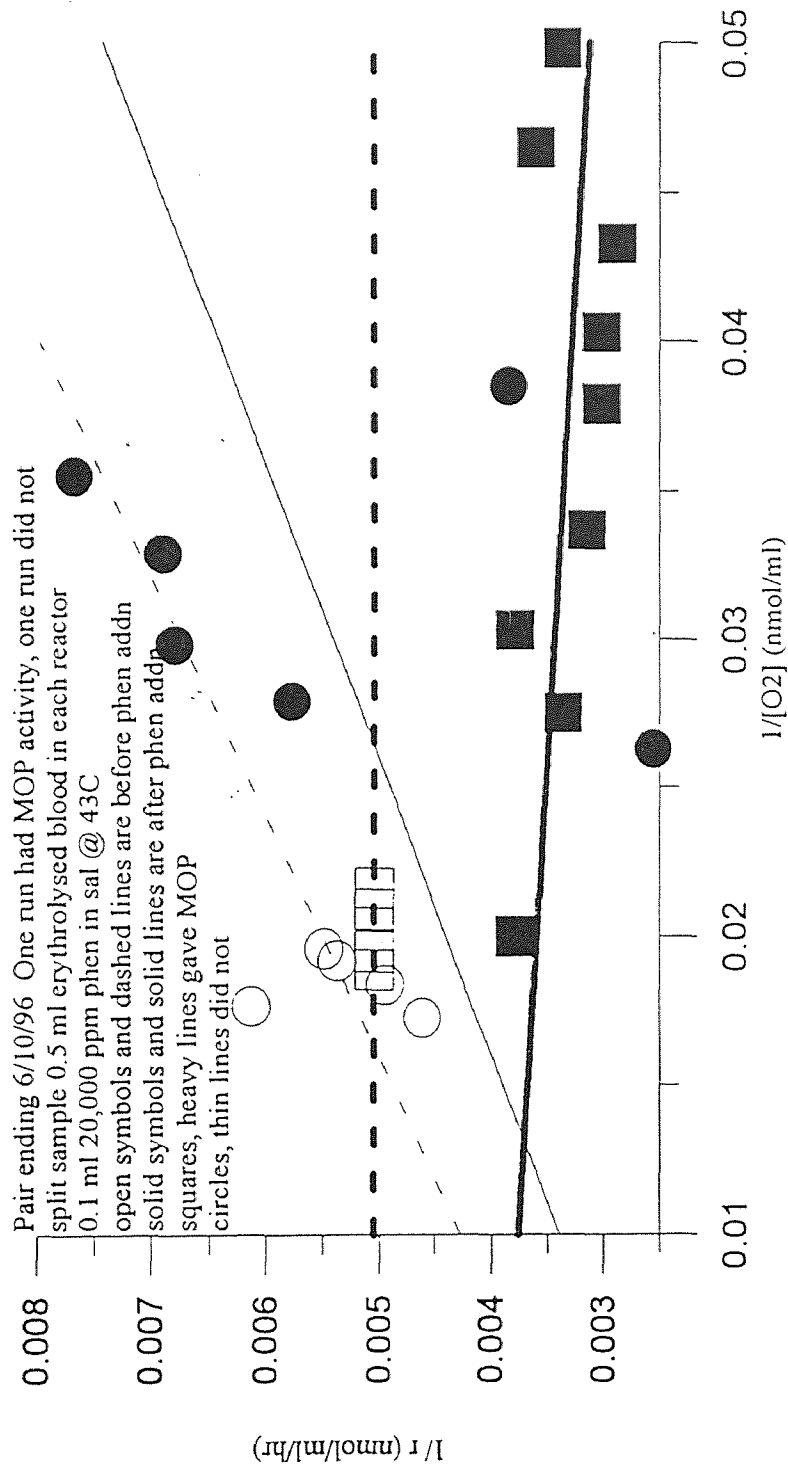 Pair ending 6/10/96 One run had MOP activity, one run did not
split sample 0.5 ml erythrolysed blood in each reactor
0.1 ml 20,000 ppm phen in sal @ 43C
open symbols and dashed lines are before phen addn
solid symbols and solid lines are after phen addn
squares, heavy lines gave MOP
circles, thin lines did not
0.008
0.007
0.006
0.005
0.004
0.003
1/ r (nmol/ml/hr)
0.01
0.02
0.03
0.04
0.05
1/[O2] (nmol/ml)